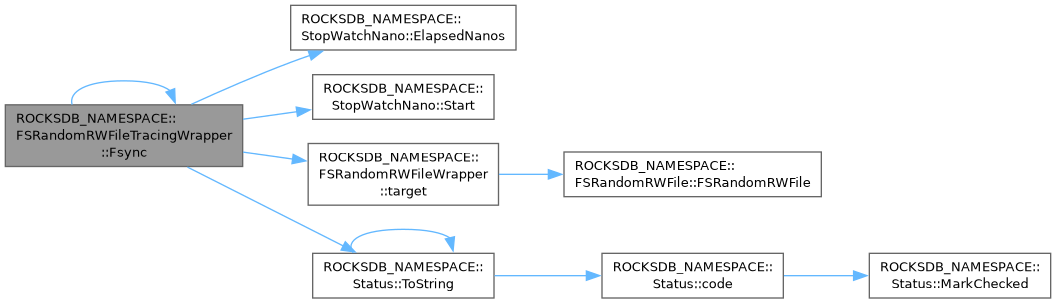 ROCKSDB_NAMESPACE::
FSRandomRWFileTracingWrapper
::Fsync
ROCKSDB_NAMESPACE::
StopWatchNano::ElapsedNanos
ROCKSDB_NAMESPACE::
StopWatchNano::Start
ROCKSDB_NAMESPACE::
FSRandomRWFileWrapper
::target
ROCKSDB_NAMESPACE::
FSRandomRWFile::FSRandomRWFile
ROCKSDB_NAMESPACE::
Status::ToString
ROCKSDB_NAMESPACE::
Status::code
ROCKSDB_NAMESPACE::
Status::MarkChecked